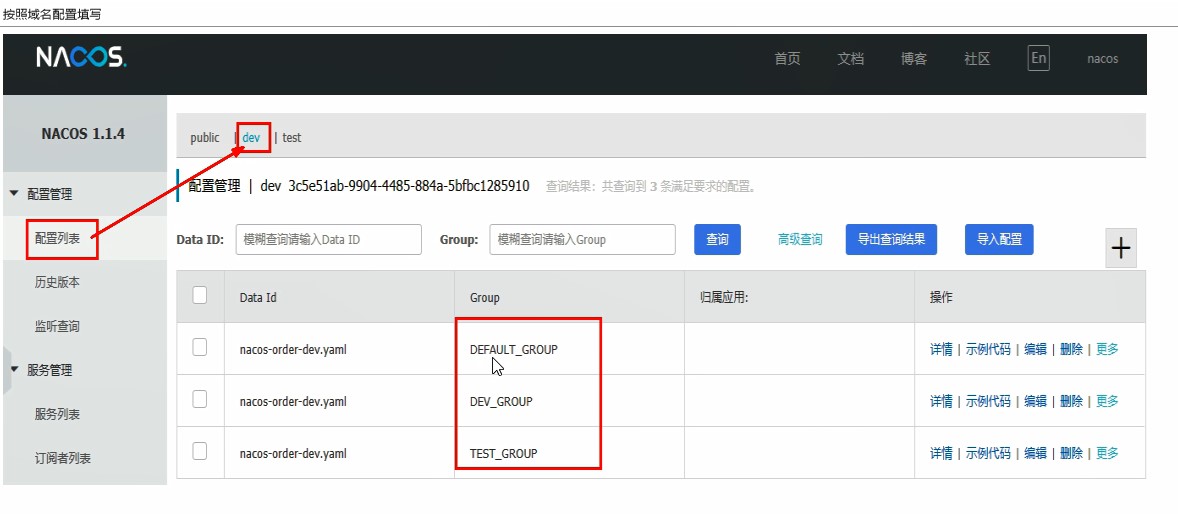 按照域名配置填写
NACOS. 首页 文档 博客 社区 En nacos
NACOS 1.1.4
配置管理
配置列表
历史版本
监听查询
服务管理
服务列表
订阅者列表
public | dev | test
配置管理 | dev 3c5e51ab-9904-4485-884a-5bfbc1285910 查询结果：共查询到 3 条满足要求的配置。
Data ID: 模糊查询请输入Data ID Group: 模糊查询请输入Group 查询 高级查询 导出查询结果 导入配置 +
Data Id Group 归属应用: 操作
nacos-order-dev.yaml DEFAULT_GROUP 详情 | 示例代码 | 编辑 | 删除 | 更多
nacos-order-dev.yaml DEV_GROUP 详情 | 示例代码 | 编辑 | 删除 | 更多
nacos-order-dev.yaml TEST_GROUP 详情 | 示例代码 | 编辑 | 删除 | 更多